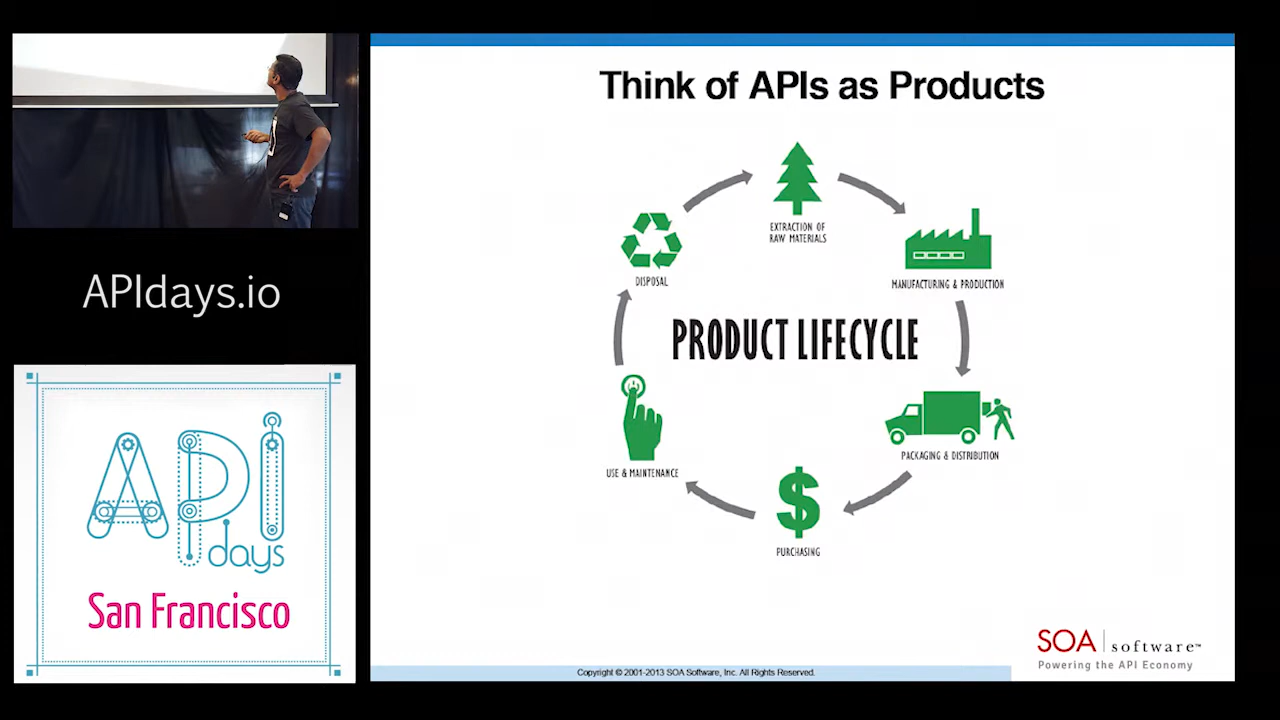 APIdays.io
API
days
San Francisco
Think of APIs as Products
EXTRACTION OF
RAW MATERIALS
MANUFACTURING & PRODUCTION
PACKAGING & DISTRIBUTION
PURCHASING
USE & MAINTENANCE
DISPOSAL
PRODUCT LIFECYCLE
SOA software™
Powering the API Economy
Copyright © 2001-2013 SOA Software, Inc. All Rights Reserved.